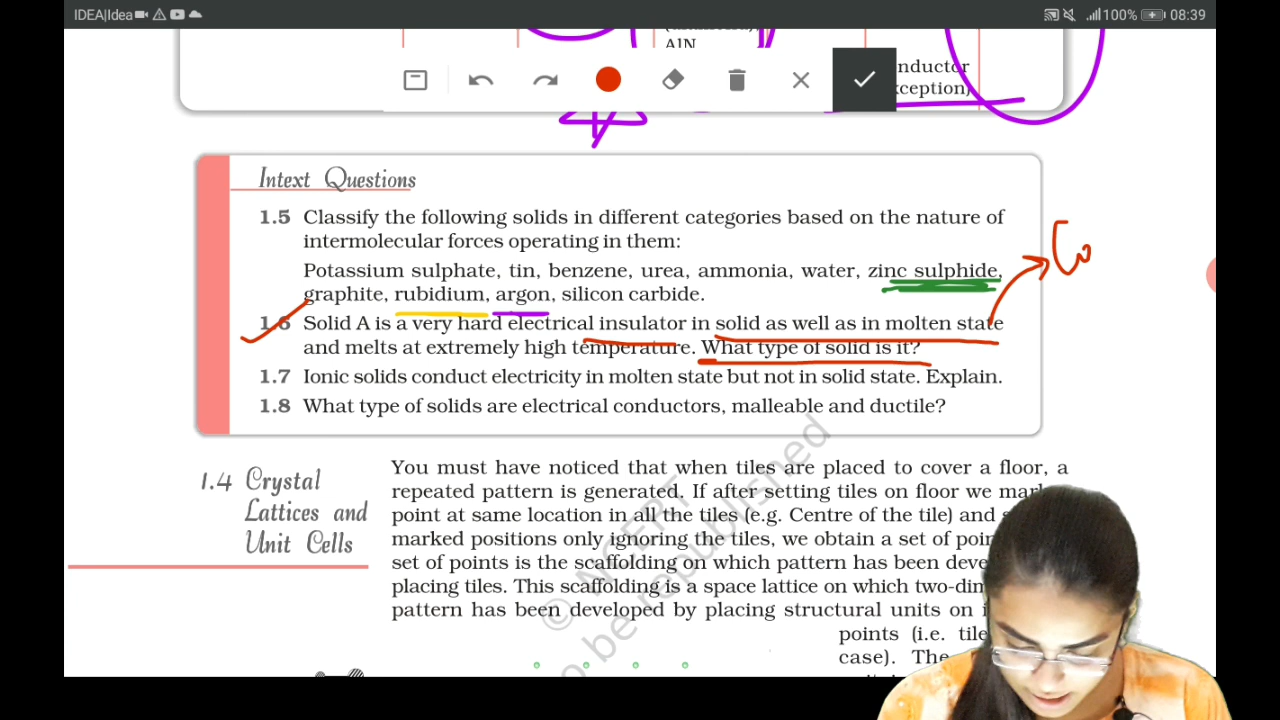 IDEA|Idea
100%
08:39
AlN
nductor
xception)
Intext Questions
1.5 Classify the following solids in different categories based on the nature of
intermolecular forces operating in them:
Potassium sulphate, tin, benzene, urea, ammonia, water, zinc sulphide,
graphite, rubidium, argon, silicon carbide.
1.6 Solid A is a very hard electrical insulator in solid as well as in molten state
and melts at extremely high temperature. What type of solid is it?
Co
1.7 Ionic solids conduct electricity in molten state but not in solid state. Explain.
1.8 What type of solids are electrical conductors, malleable and ductile?
1.4 Crystal
Lattices and
Unit Cells
You must have noticed that when tiles are placed to cover a floor, a
repeated pattern is generated. If after setting tiles on floor we mar
point at same location in all the tiles (e.g. Centre of the tile) and
marked positions only ignoring the tiles, we obtain a set of poin
set of points is the scaffolding on which pattern has been deve
placing tiles. This scaffolding is a space lattice on which two-din
pattern has been developed by placing structural units on
points (i.e. tile
case). The
© NCERT
o be republished